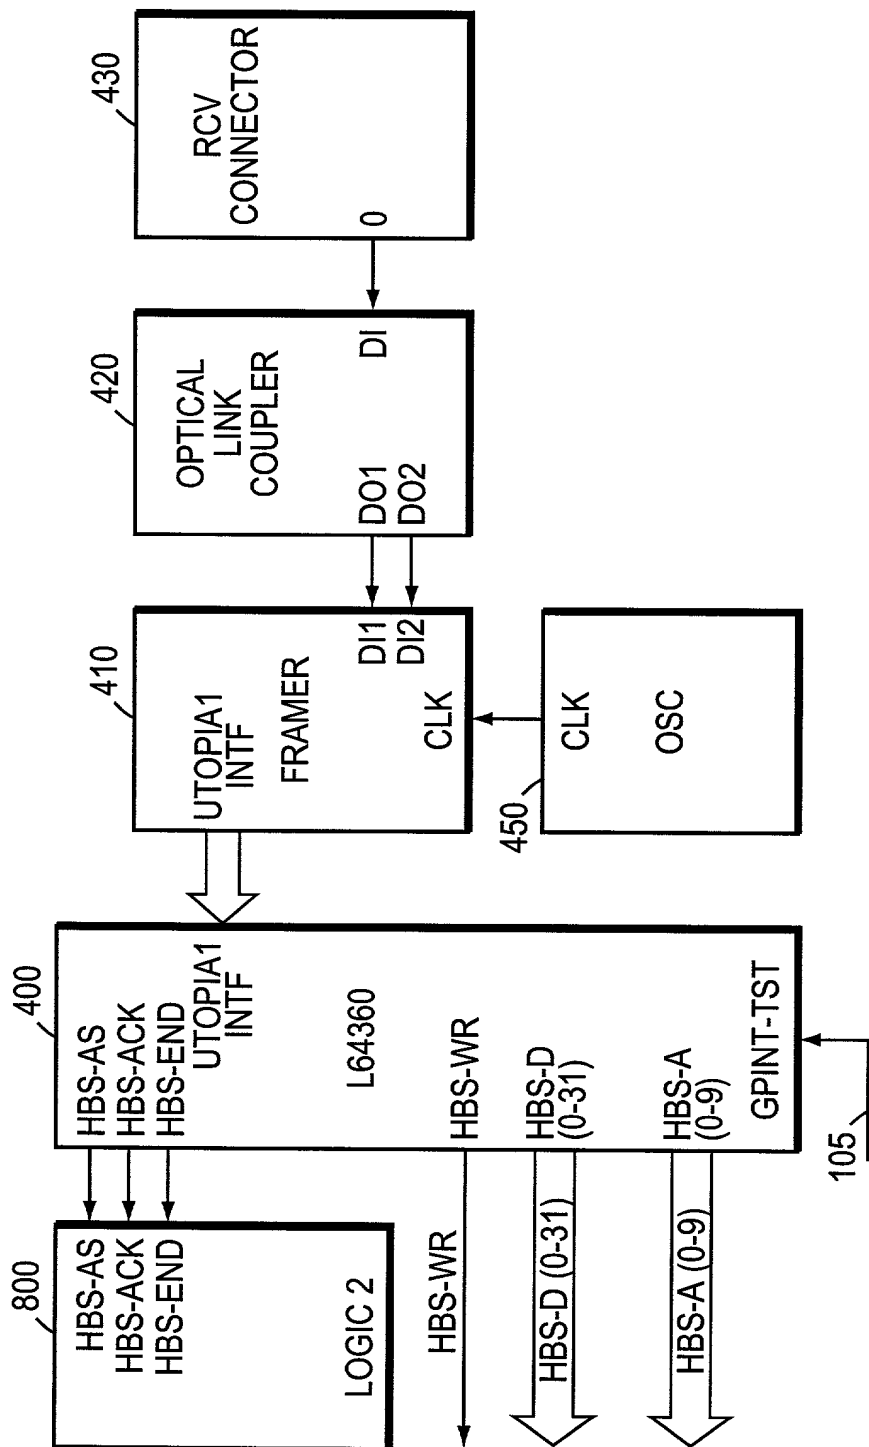 430
RCV
CONNECTOR
0
420
OPTICAL
LINK
COUPLER
DI
DO1
DO2
410
UTOPIA1
INTF
FRAMER
DI1
DI2
CLK
450
CLK
OSC
400
HBS-AS
HBS-ACK
HBS-END
UTOPIA1
INTF
L64360
HBS-WR
HBS-D
(0-31)
HBS-A
(0-9)
GPINT-TST
105
800
HBS-AS
HBS-ACK
HBS-END
LOGIC 2
HBS-WR
HBS-D (0-31)
HBS-A (0-9)